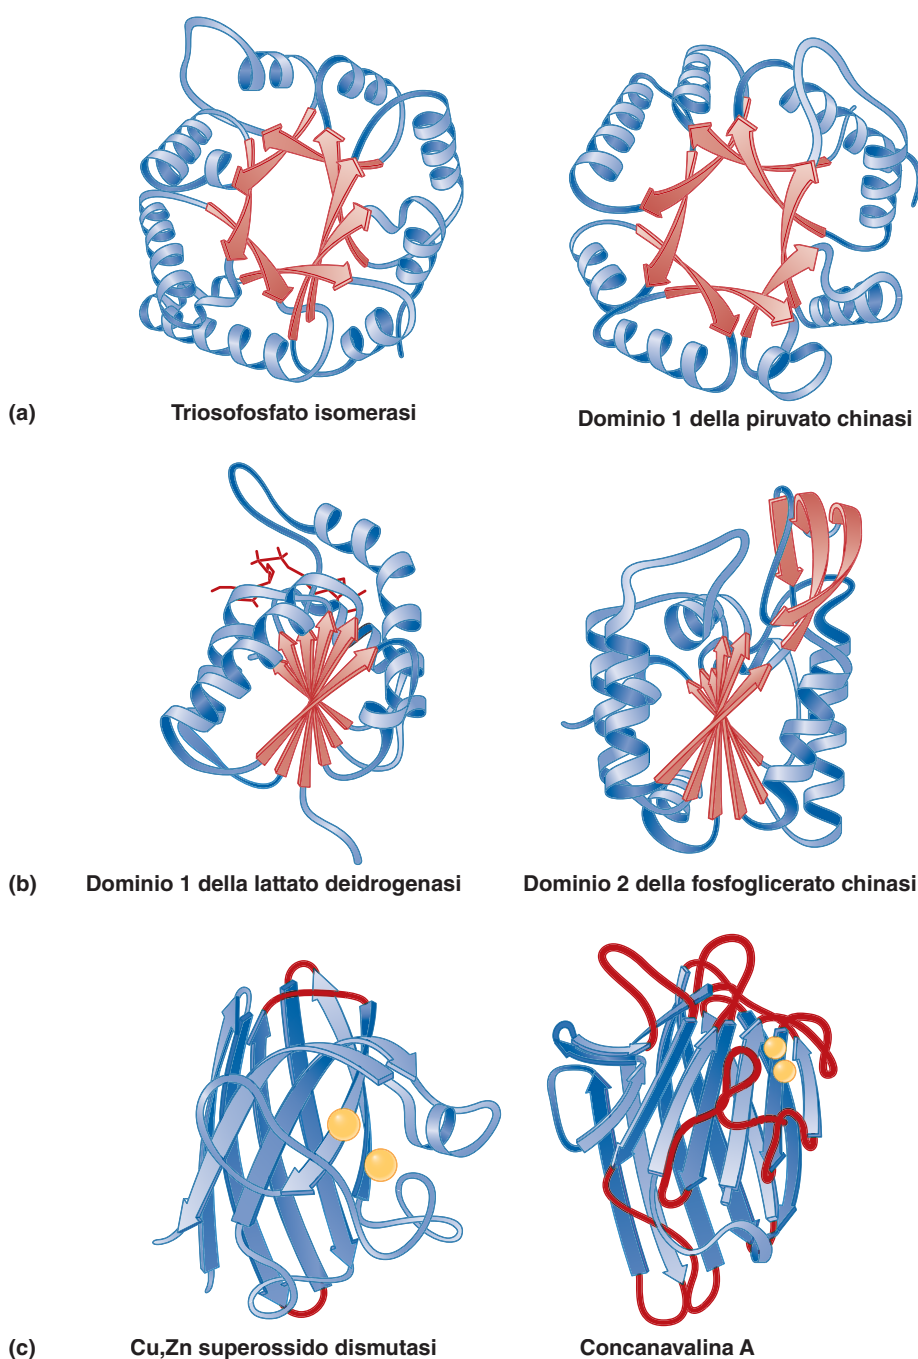 (a)
Triosofosfato isomerasi
Dominio 1 della piruvato chinasi
(b)
Dominio 1 della lattato deidrogenasi
Dominio 2 della fosfoglicerato chinasi
(c)
Cu,Zn superossido dismutasi
Concanavalina A